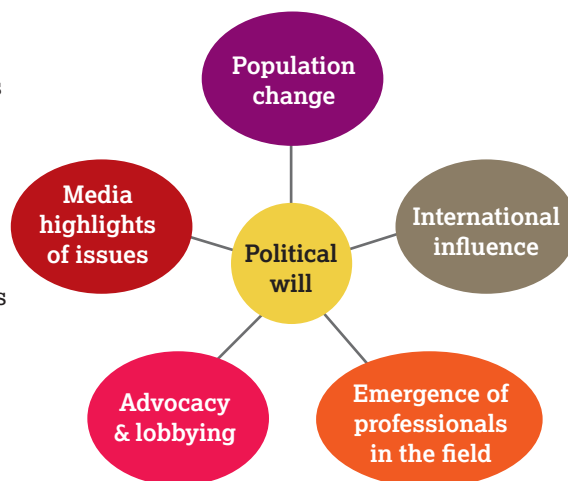 Population
change
s
Media
highlights
of issues
International
influence
Political
will
s
Advocacy
& lobbying
Emergence of
professionals
in the field